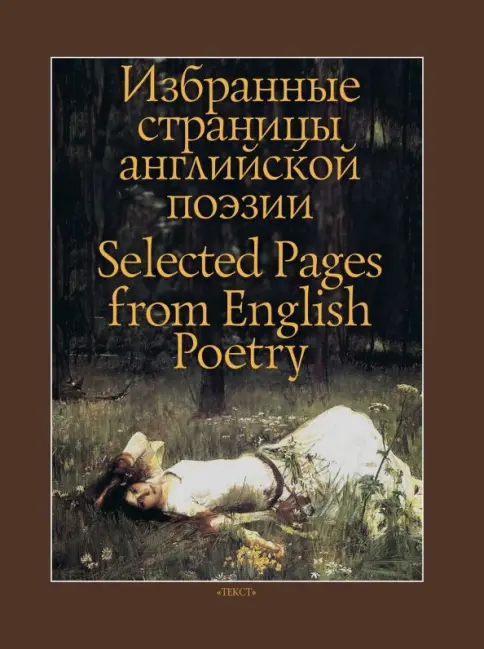 Избранные
страницы
английской
поэзии
Selected Pages
from English
Poetry
«ТЕКСТ»